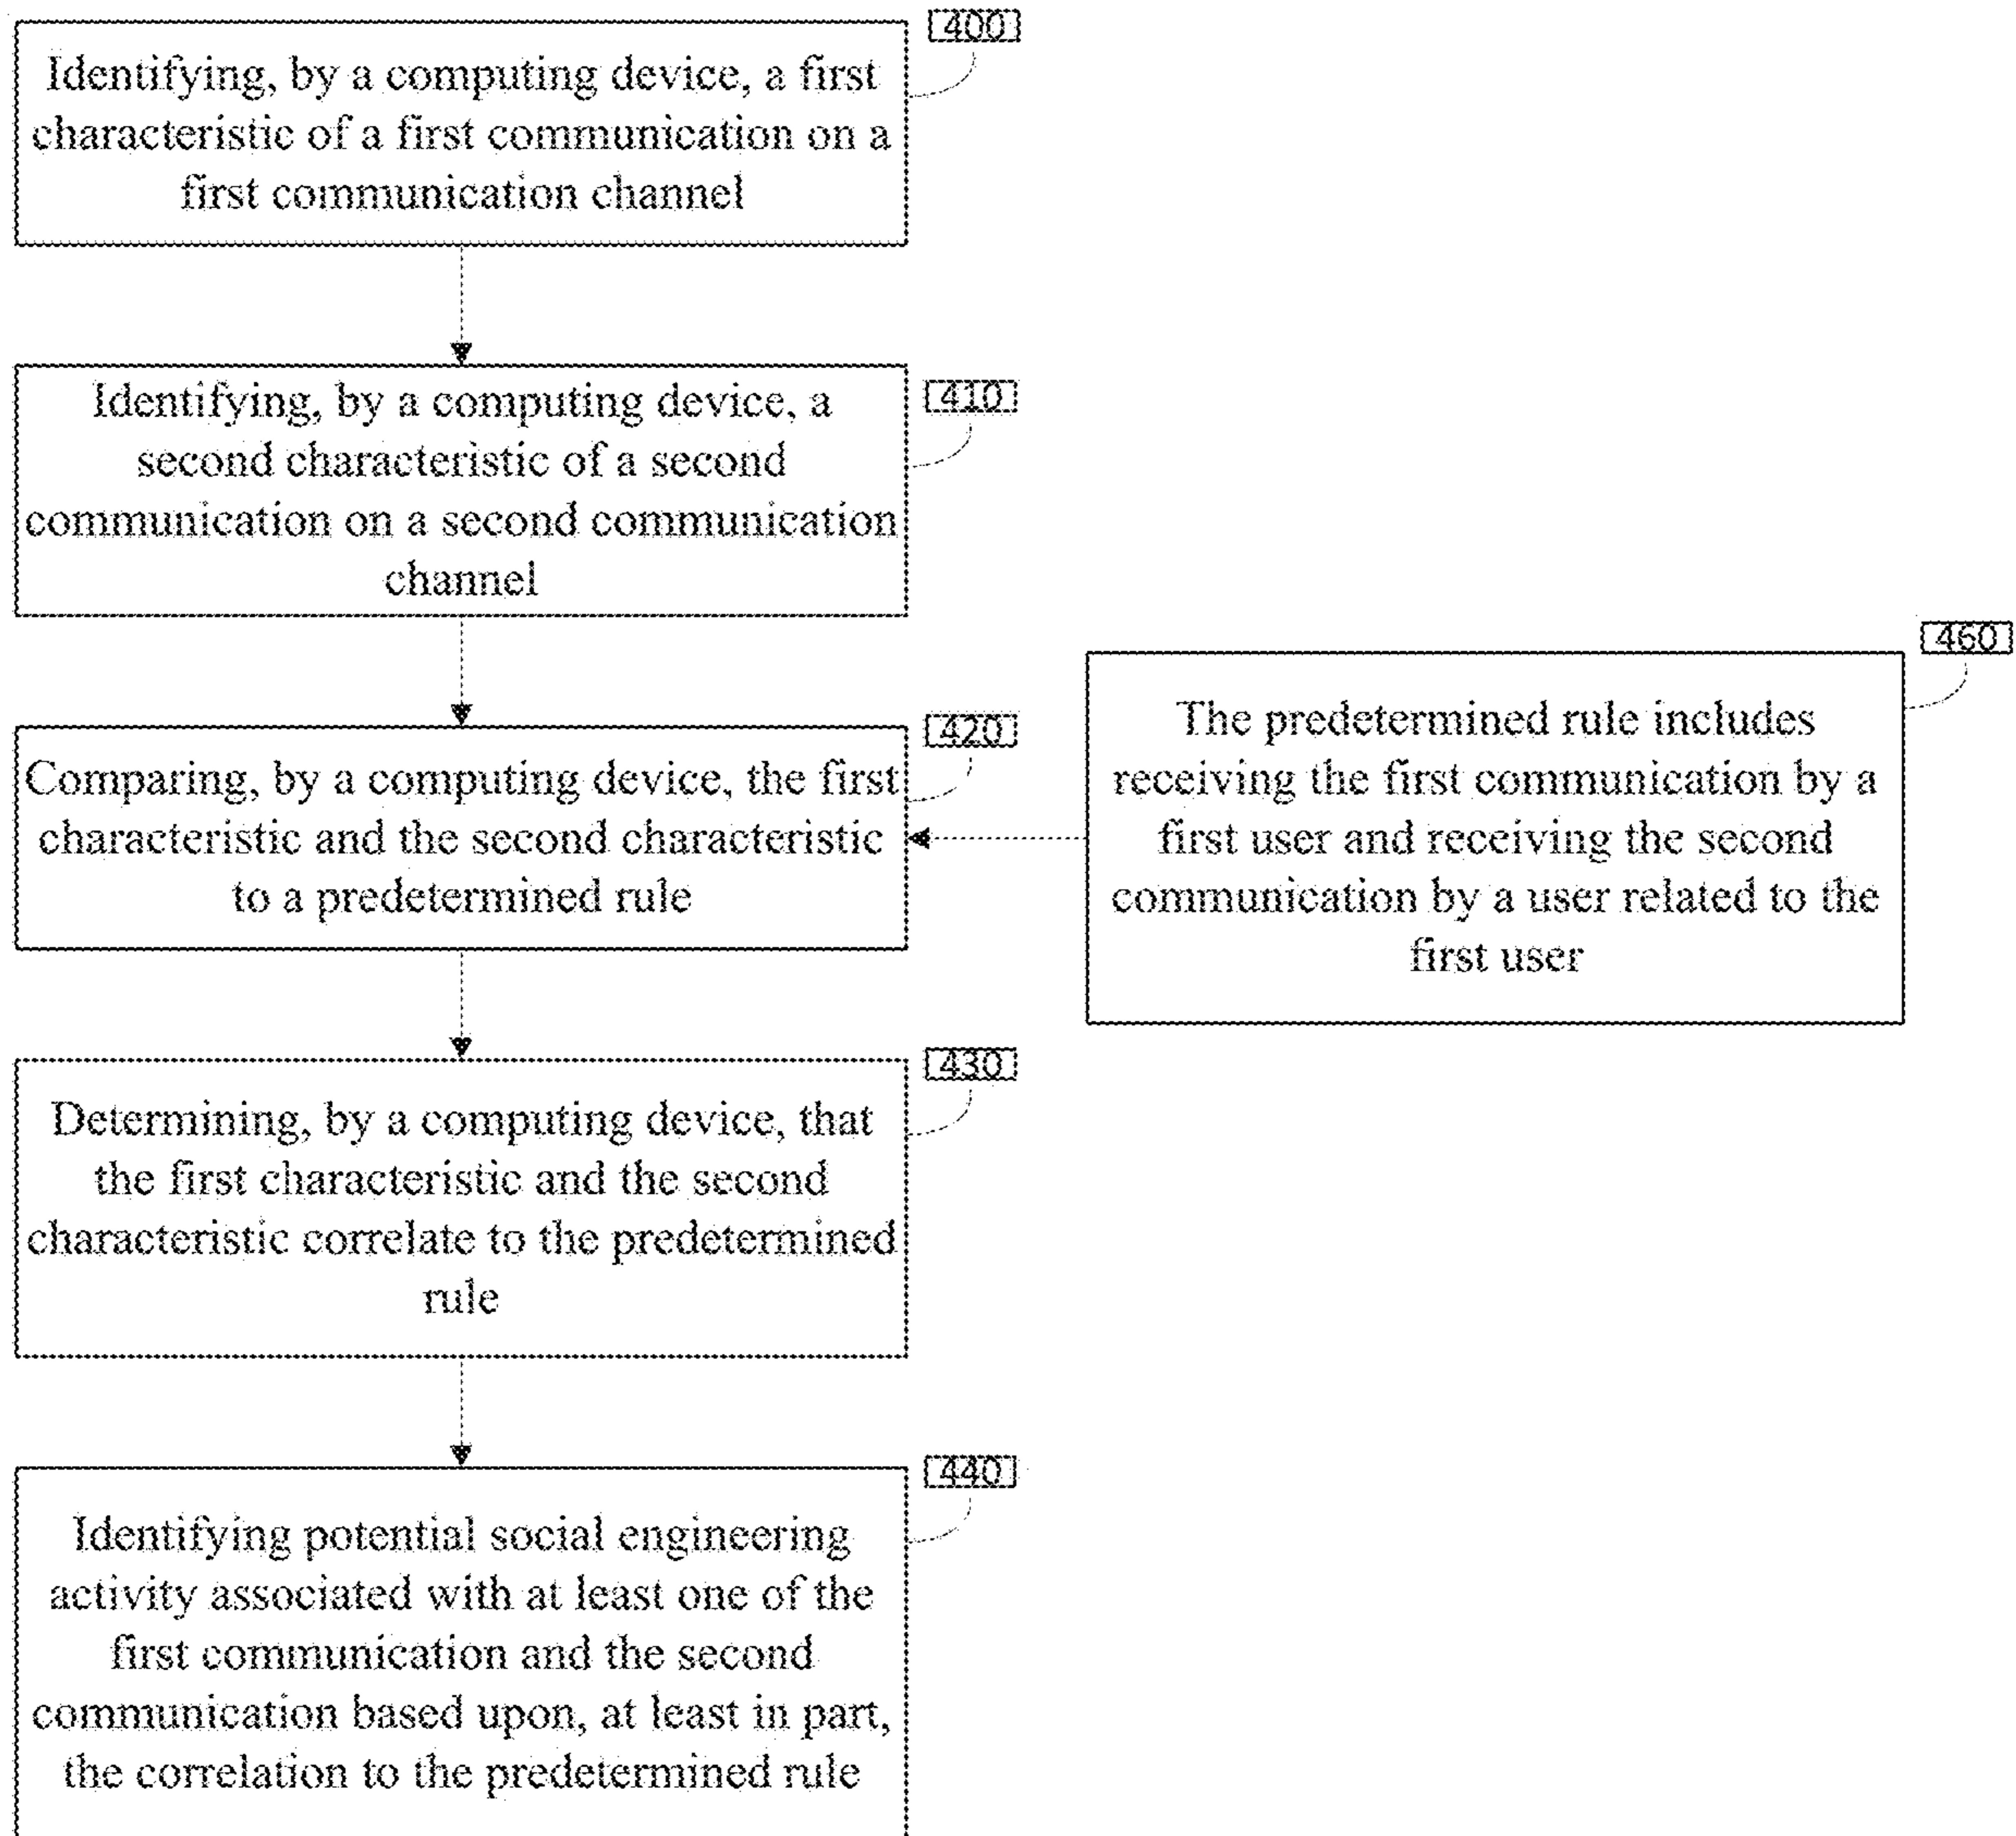 400
Identifying, by a computing device, a first
characteristic of a first communication on a
first communication channel
410
Identifying, by a computing device, a
second characteristic of a second
communication on a second communication
channel
420
Comparing, by a computing device, the first
characteristic and the second characteristic
to a predetermined rule
460
The predetermined rule includes
receiving the first communication by a
first user and receiving the second
communication by a user related to the
first user
430
Determining, by a computing device, that
the first characteristic and the second
characteristic correlate to the predetermined
rule
440
Identifying potential social engineering
activity associated with at least one of the
first communication and the second
communication based upon, at least in part,
the correlation to the predetermined rule